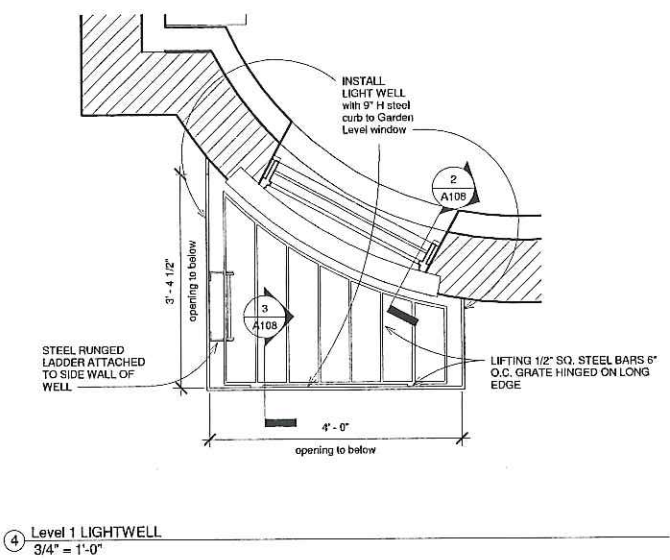 INSTALL
LIGHT WELL
with 9" H steel
curb to Garden
Level window
2
A108
3' - 4 1/2"
opening to below
3
A108
STEEL RUNGED
LADDER ATTACHED
TO SIDE WALL OF
WELL
LIFTING 1/2" SQ. STEEL BARS 6"
O.C. GRATE HINGED ON LONG
EDGE
4' - 0"
opening to below
4
Level 1 LIGHTWELL
3/4" = 1'-0"